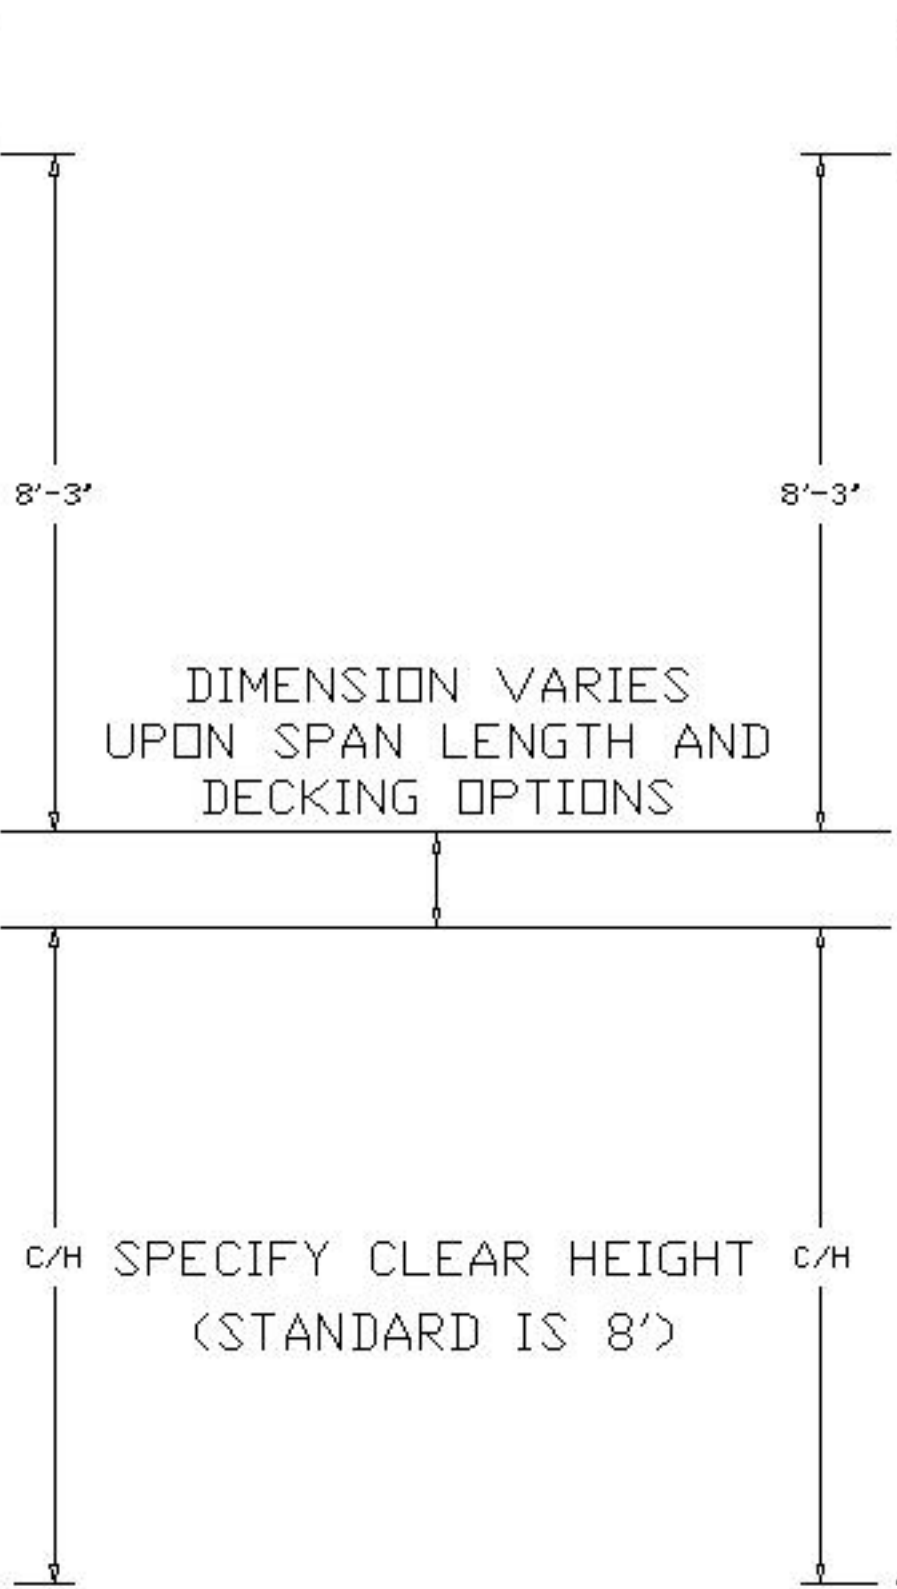 8'-3" 8'-3"
DIMENSION VARIES
UPON SPAN LENGTH AND
DECKING OPTIONS
C/H SPECIFY CLEAR HEIGHT C/H
(STANDARD IS 8')